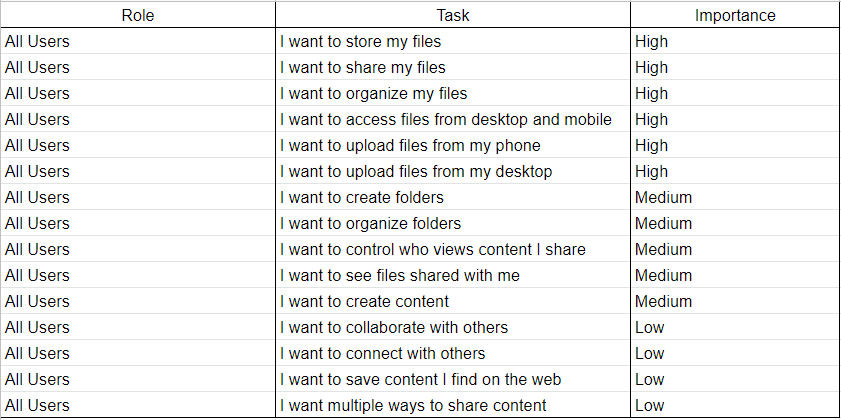 Role Task Importance
All Users I want to store my files High
All Users I want to share my files High
All Users I want to organize my files High
All Users I want to access files from desktop and mobile High
All Users I want to upload files from my phone High
All Users I want to upload files from my desktop High
All Users I want to create folders Medium
All Users I want to organize folders Medium
All Users I want to control who views content I share Medium
All Users I want to see files shared with me Medium
All Users I want to create content Medium
All Users I want to collaborate with others Low
All Users I want to connect with others Low
All Users I want to save content I find on the web Low
All Users I want multiple ways to share content Low